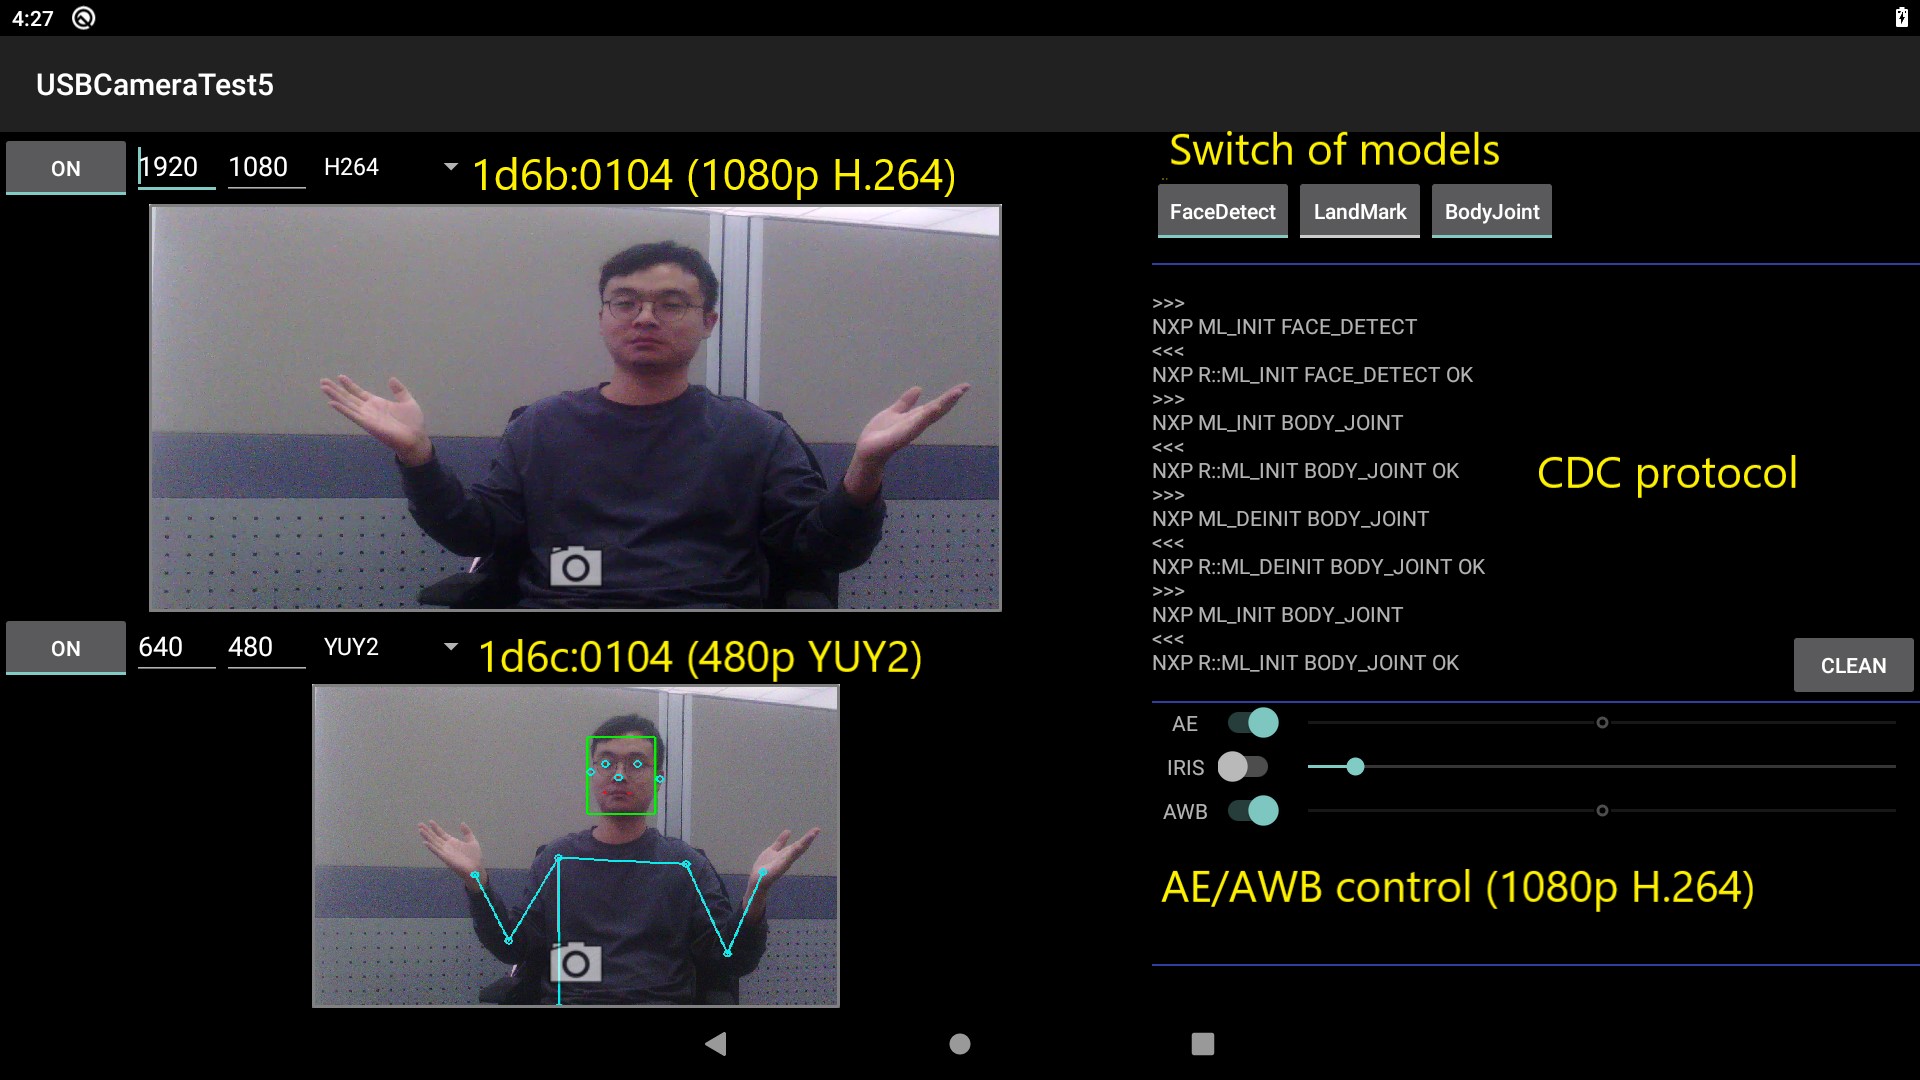 4:27
USBCameraTest5
ON 1920 1080 H264 1d6b:0104 (1080p H.264)
ON 640 480 YUY2 1d6c:0104 (480p YUY2)
Switch of models
FaceDetect LandMark BodyJoint
>>>
NXP ML_INIT FACE_DETECT
<<<
NXP R::ML_INIT FACE_DETECT OK
>>>
NXP ML_INIT BODY_JOINT
<<<
NXP R::ML_INIT BODY_JOINT OK
>>>
NXP ML_DEINIT BODY_JOINT
<<<
NXP R::ML_DEINIT BODY_JOINT OK
>>>
NXP ML_INIT BODY_JOINT
<<<
NXP R::ML_INIT BODY_JOINT OK
CDC protocol
CLEAN
AE
IRIS
AWB
AE/AWB control (1080p H.264)